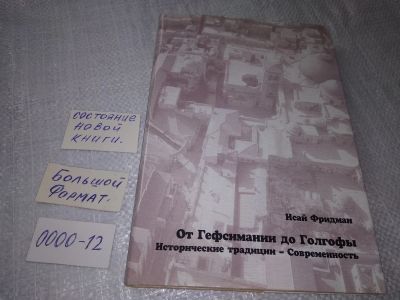 СОСТОЯНИЕ
НОВОЙ
КНИГИ.
БОЛЬШОЙ
ФОРМАТ.
0000-12
Исай Фридман
От Гефсимании до Голгофы
Исторические традиции - Современность